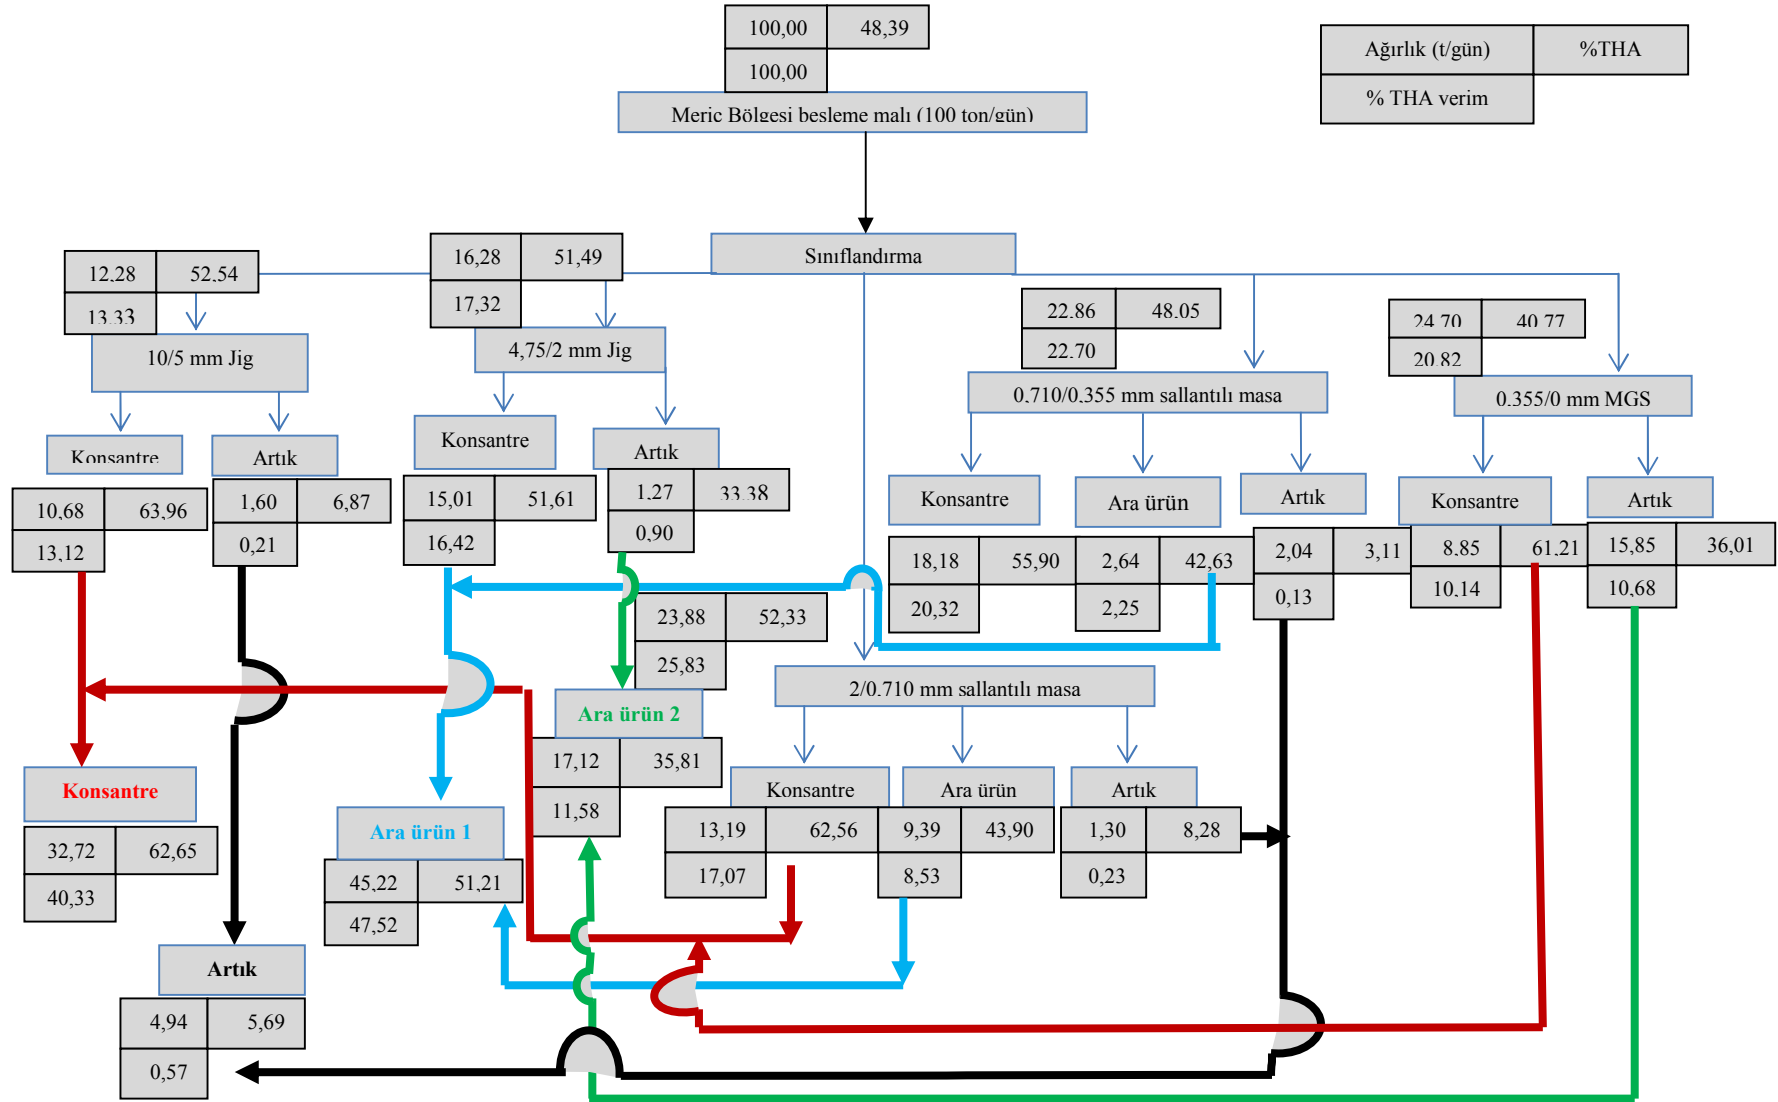 100,00 48,39
100,00
Ağırlık (t/gün) %THA
% THA verim
Meriç Bölgesi besleme malı (100 ton/gün)
Sınıflandırma
12,28 52,54
13,33
16,28 51,49
17,32
22,86 48,05
22,70
24,70 40,77
20,82
10/5 mm Jig
4,75/2 mm Jig
0,710/0,355 mm sallantılı masa
0,355/0 mm MGS
Konsantre
Artık
Konsantre
Artık
Konsantre
Ara ürün
Artık
Konsantre
Artık
10,68 63,96
13,12
1,60 6,87
0,21
15,01 51,61
16,42
1,27 33,38
0,90
18,18 55,90
20,32
2,64 42,63
2,25
2,04 3,11
0,13
8,85 61,21
10,14
15,85 36,01
10,68
23,88 52,33
25,83
2/0,710 mm sallantılı masa
Ara ürün 2
17,12 35,81
11,58
Konsantre
Ara ürün
Artık
13,19 62,56
17,07
9,39 43,90
8,53
1,30 8,28
0,23
Konsantre
32,72 62,65
40,33
Ara ürün 1
45,22 51,21
47,52
Artık
4,94 5,69
0,57